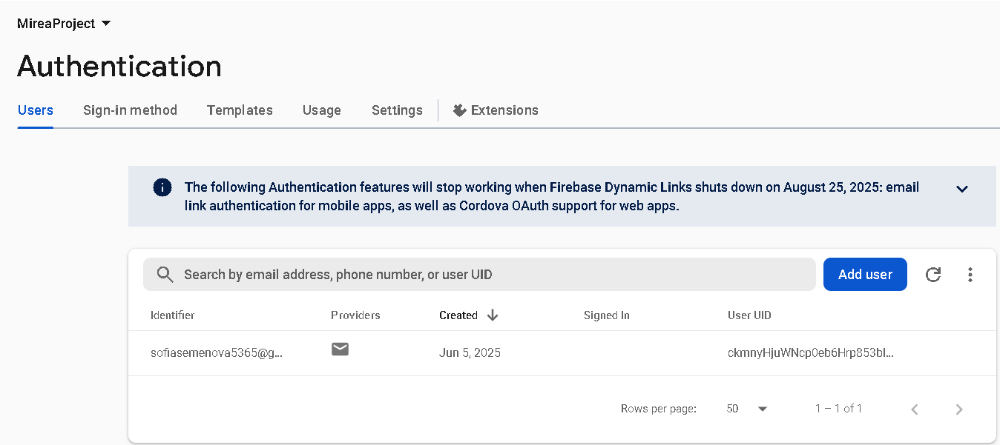 MireaProject
Authentication
Users Sign-in method Templates Usage Settings Extensions
The following Authentication features will stop working when Firebase Dynamic Links shuts down on August 25, 2025: email
link authentication for mobile apps, as well as Cordova OAuth support for web apps.
Search by email address, phone number, or user UID Add user
Identifier Providers Created Signed In User UID
sofiasemenova5365@g... Jun 5, 2025 ckmnyHjuWNcp0eb6Hrp853bl...
Rows per page: 50 1 – 1 of 1